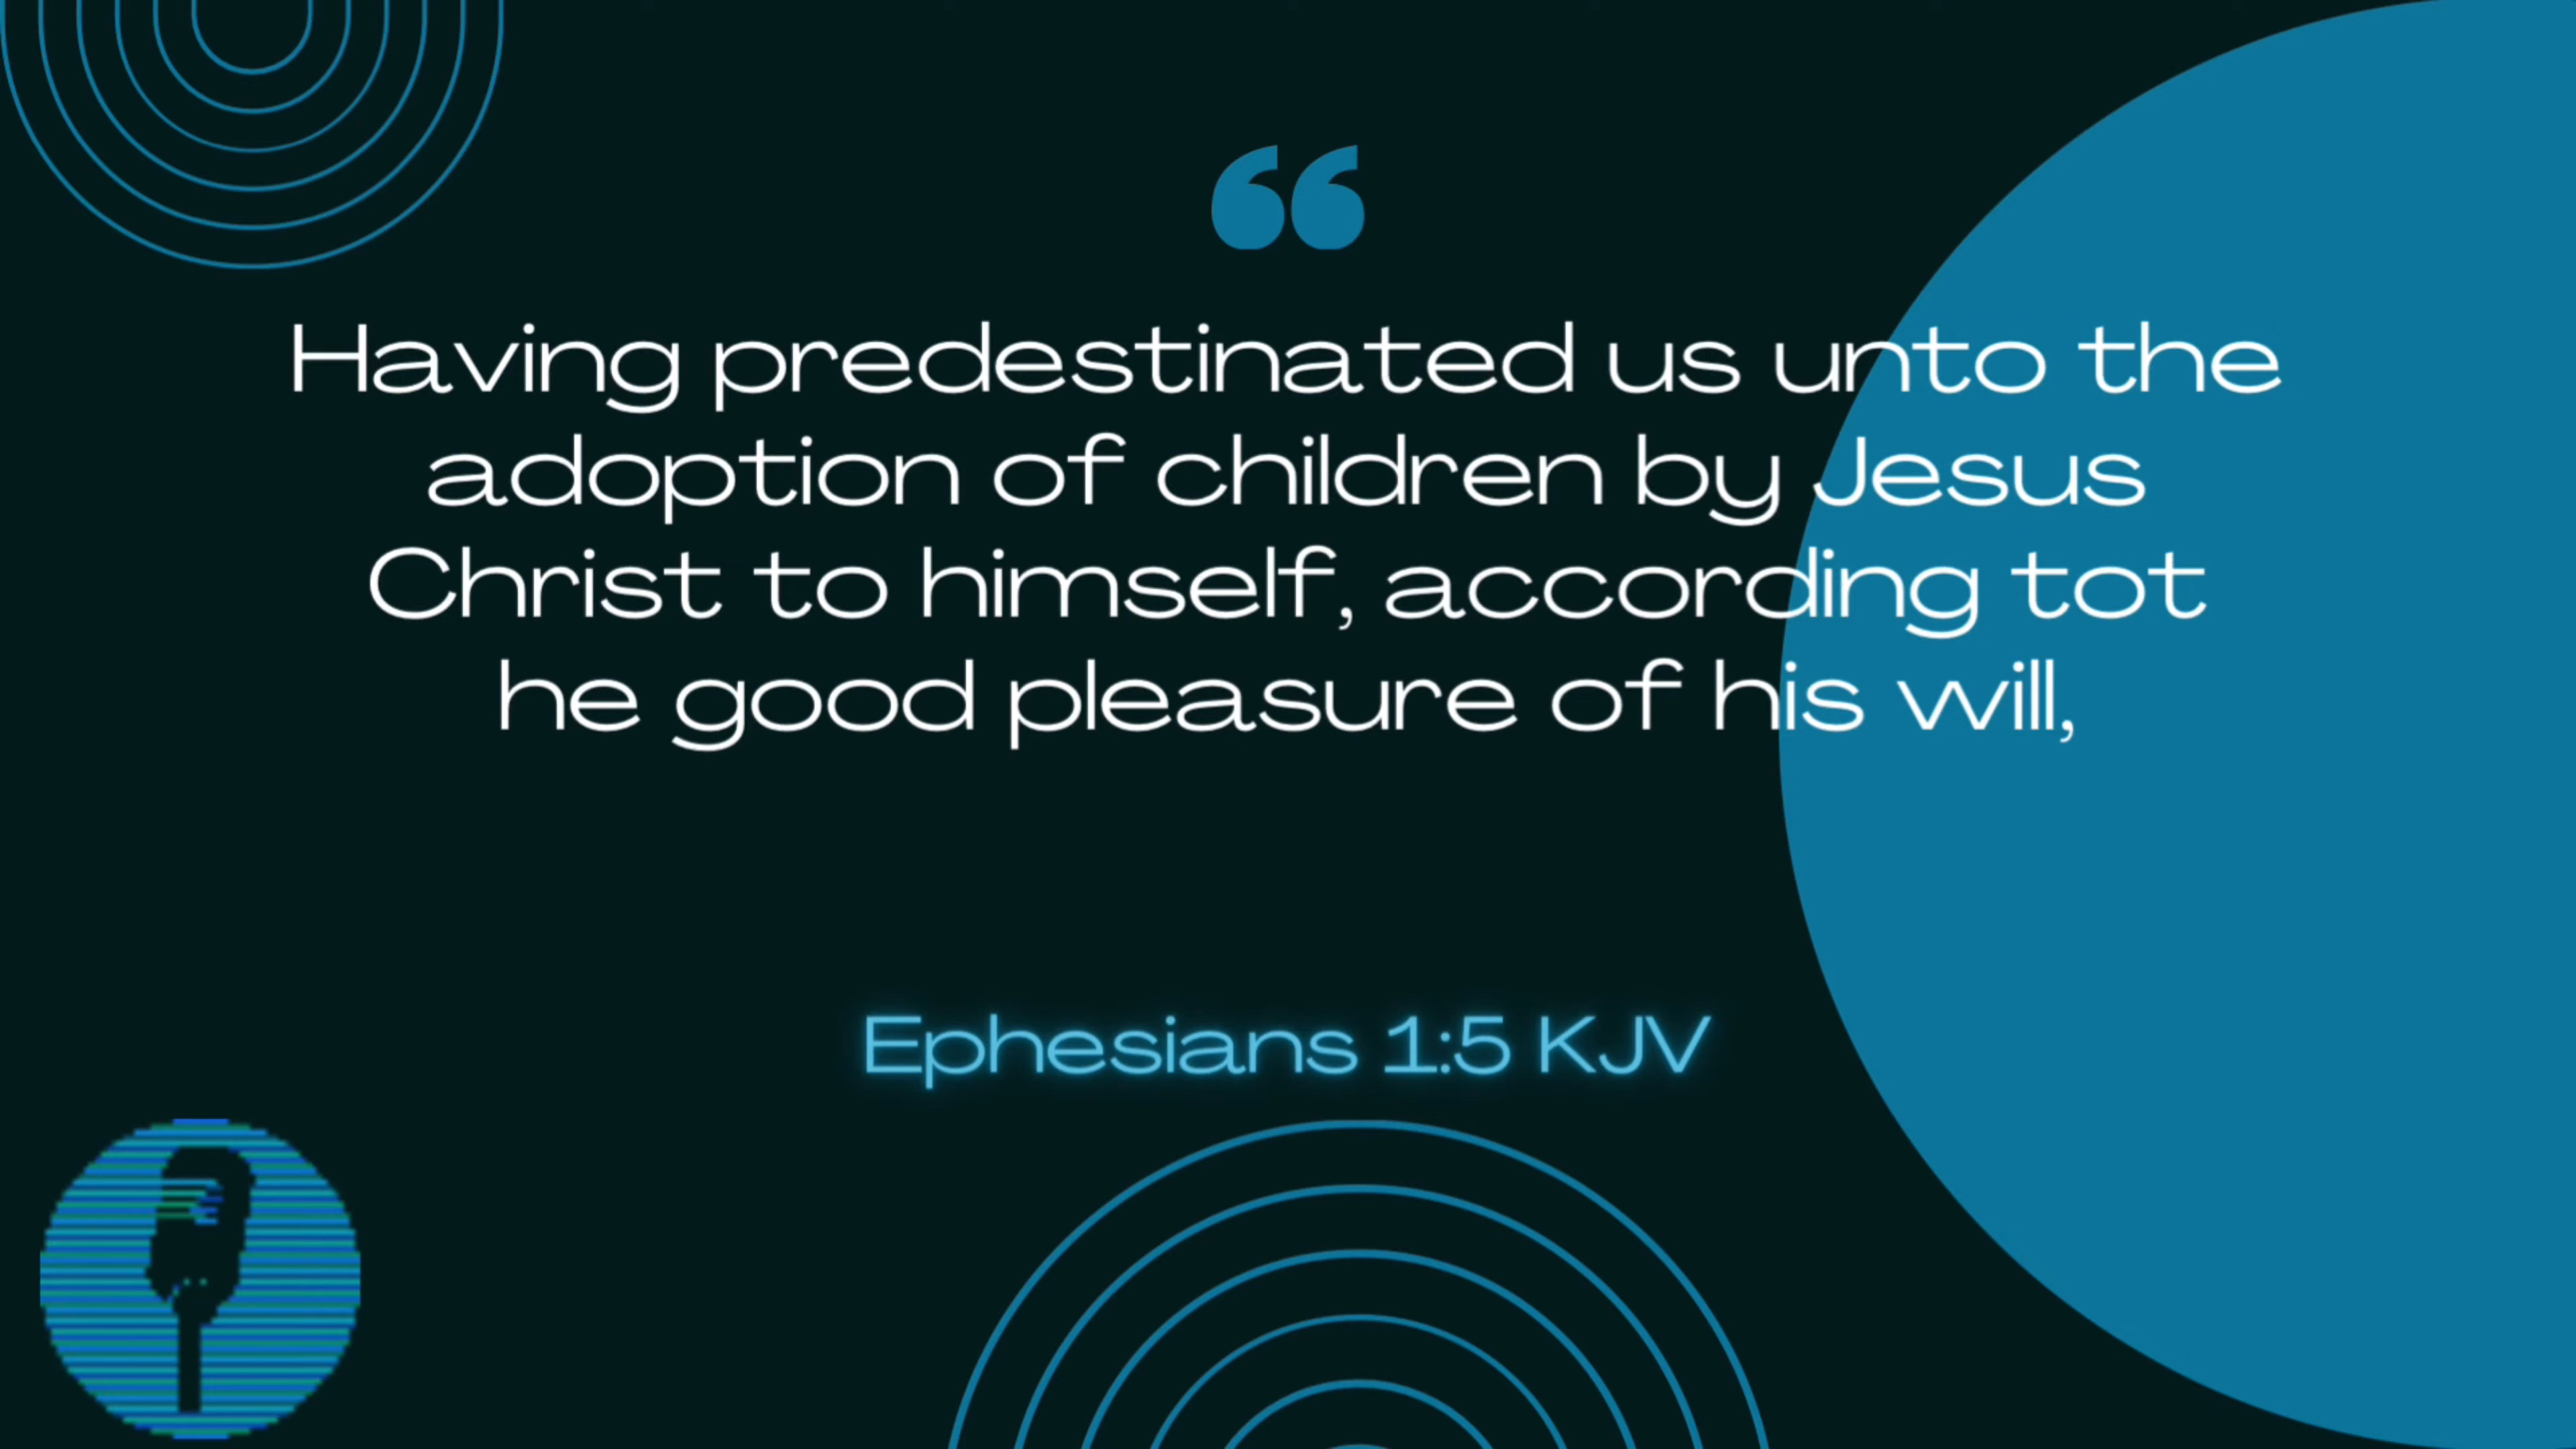 “
Having predestinated us unto the
adoption of children by Jesus
Christ to himself, according tot
he good pleasure of his will,
Ephesians 1:5 KJV